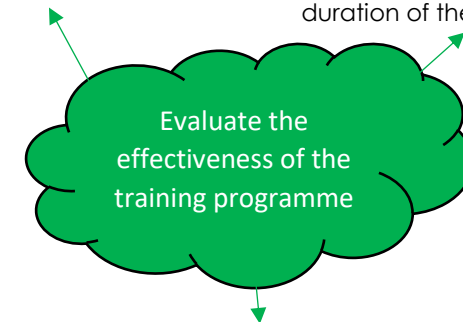 duration of the
Evaluate the
effectiveness of the
training programme